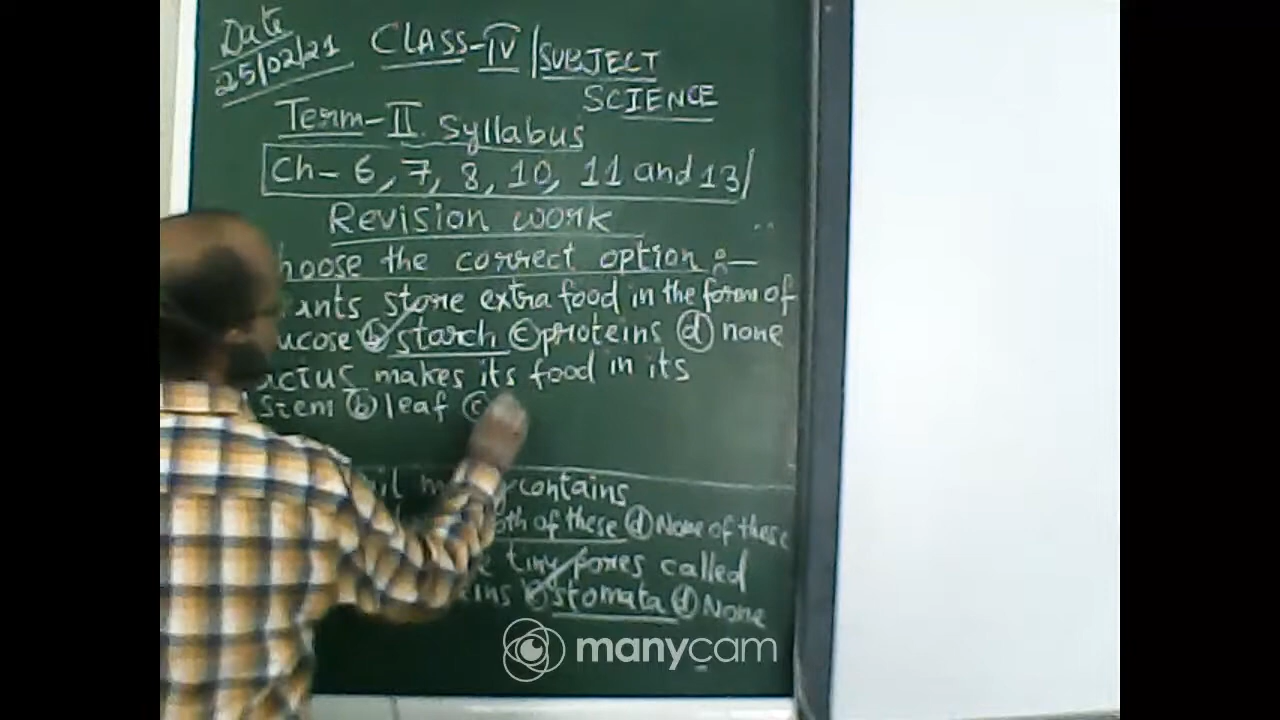 Date
25/02/21
CLASS-IV | SUBJECT
SCIENCE
Term-II Syllabus
Ch- 6, 7, 8, 10, 11 and 13/
Revision work
hoose the correct option :-
ants store extra food in the form of
ucose (b) starch (c) proteins (d) none
actus makes its food in its
stem (b) leaf (c)
contains
oth of these (d) None of these
tiny pores called
ins (c) stomata (d) None
manycam